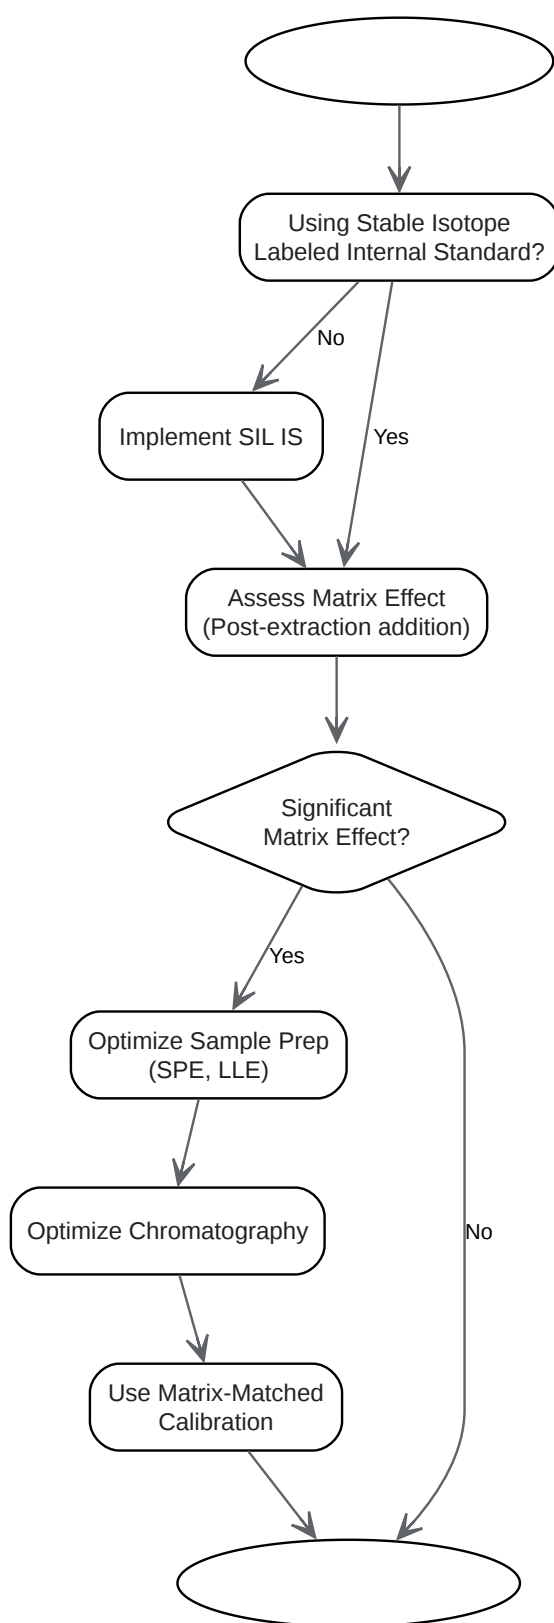 Using Stable Isotope
Labeled Internal Standard?
No
Implement SIL IS
Yes
Assess Matrix Effect
(Post-extraction addition)
Significant
Matrix Effect?
Yes
Optimize Sample Prep
(SPE, LLE)
Optimize Chromatography
No
Use Matrix-Matched
Calibration